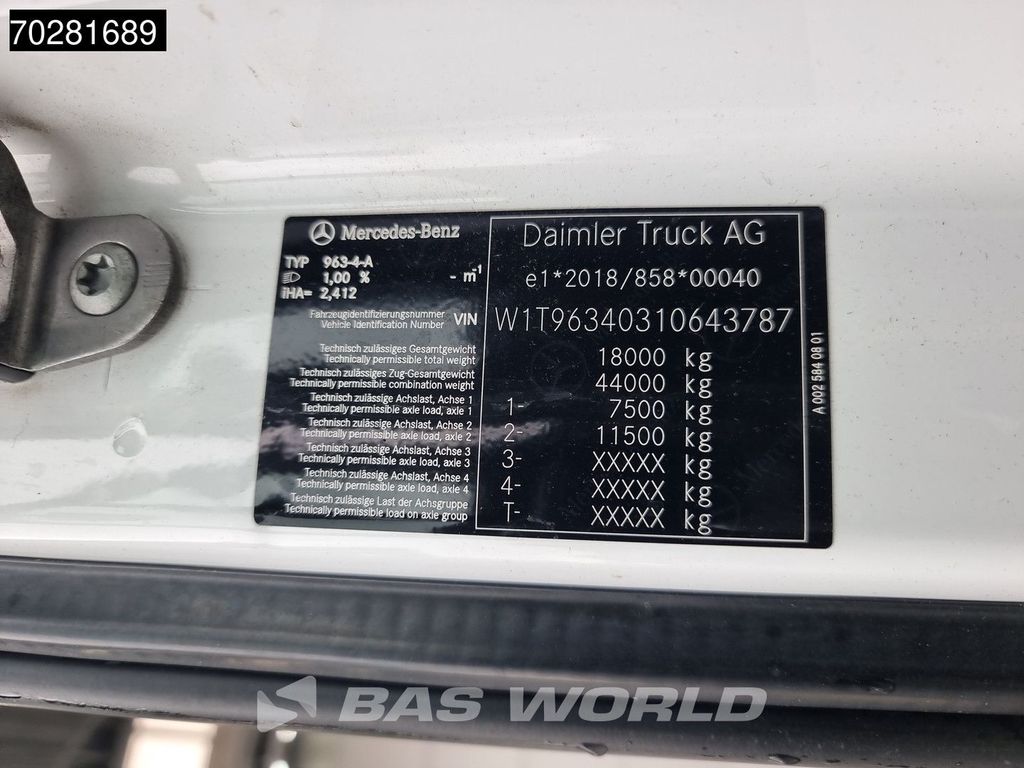 70281689
Mercedes-Benz
Daimler Truck AG
TYP 963-4-A
1,00 % - m-1
iHA= 2,412
e1*2018/858*00040
Fahrzeugidentifizierungsnummer
Vehicle Identification Number VIN W1T96340310643787
Technisch zulässiges Gesamtgewicht
Technically permissible total weight 18000 kg
Technisch zulässiges Zug-Gesamtgewicht
Technically permissible combination weight 44000 kg
Technisch zulässige Achslast, Achse 1
Technically permissible axle load, axle 1 1- 7500 kg
Technisch zulässige Achslast, Achse 2
Technically permissible axle load, axle 2 2- 11500 kg
Technisch zulässige Achslast, Achse 3
Technically permissible axle load, axle 3 3- XXXXX kg
Technisch zulässige Achslast, Achse 4
Technically permissible axle load, axle 4 4- XXXXX kg
Technisch zulässige Last der Achsgruppe
Technically permissible load on axle group T- XXXXX kg
A 002 584 08 01
BAS WORLD